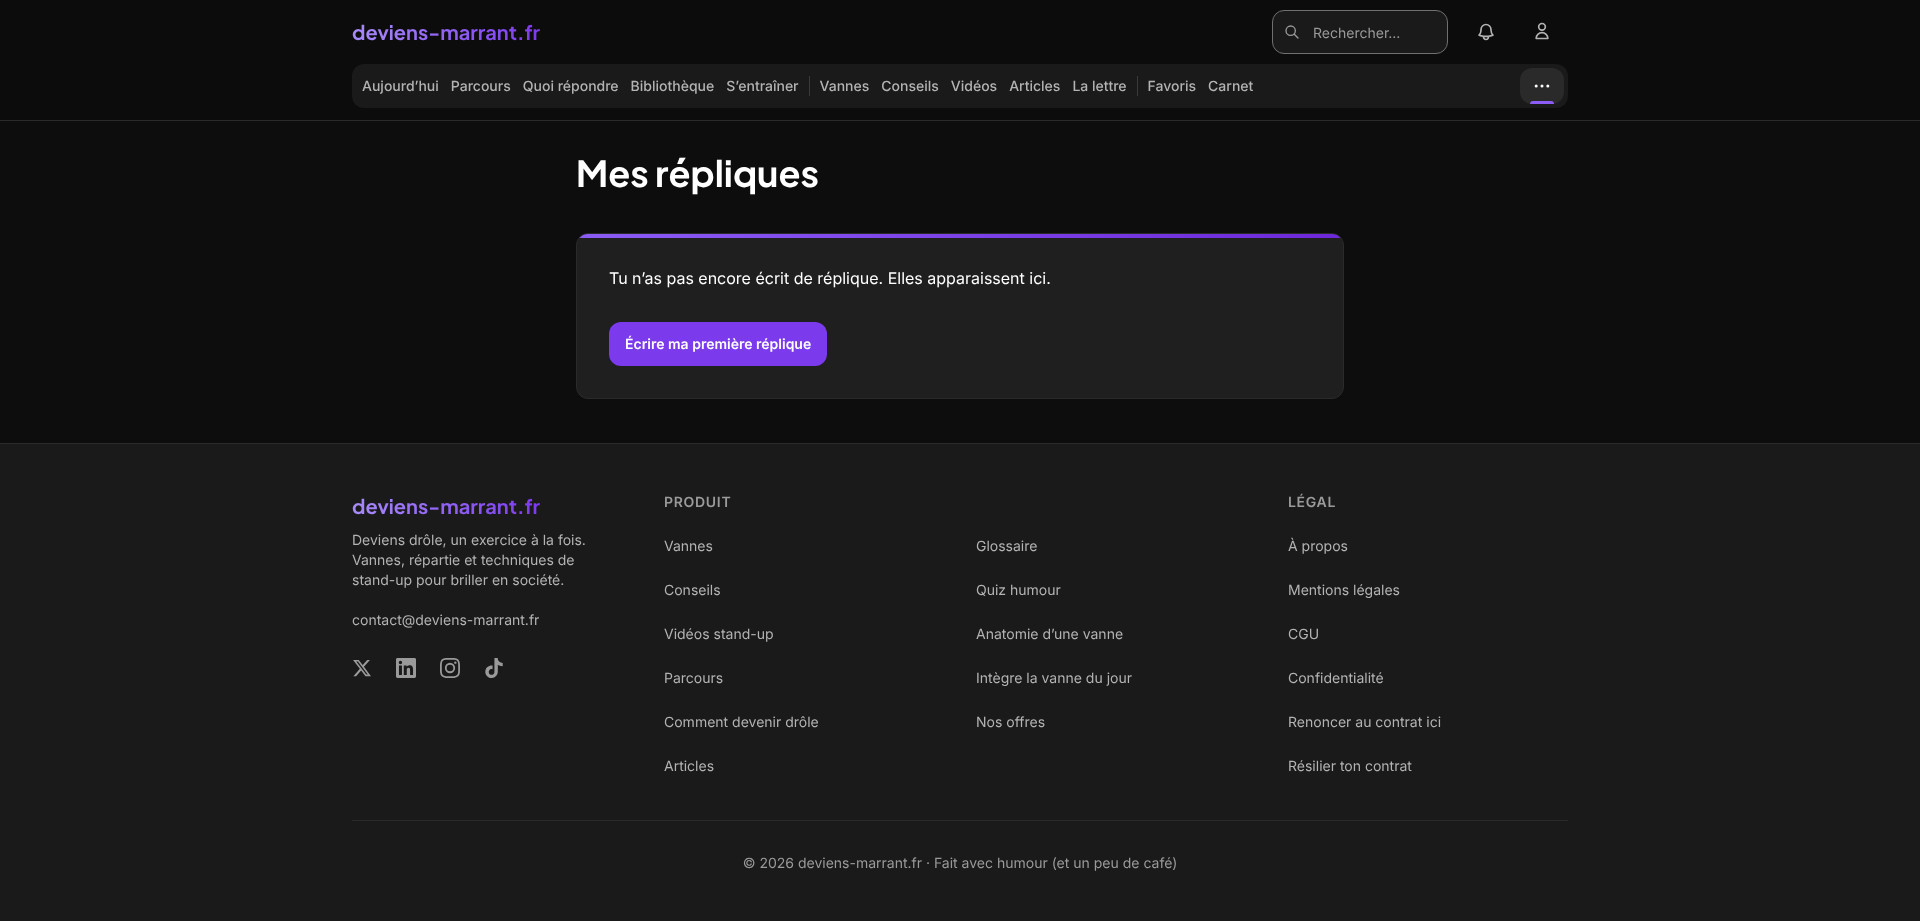 deviens-marrant.fr
Rechercher...
Aujourd’hui Parcours Quoi répondre Bibliothèque S’entraîner Vannes Conseils Vidéos Articles La lettre Favoris Carnet
Mes répliques
Tu n’as pas encore écrit de réplique. Elles apparaissent ici.
Écrire ma première réplique
deviens-marrant.fr
Deviens drôle, un exercice à la fois.
Vannes, répartie et techniques de
stand-up pour briller en société.
contact@deviens-marrant.fr
PRODUIT
Vannes
Conseils
Vidéos stand-up
Parcours
Comment devenir drôle
Articles
Glossaire
Quiz humour
Anatomie d’une vanne
Intègre la vanne du jour
Nos offres
LÉGAL
À propos
Mentions légales
CGU
Confidentialité
Renoncer au contrat ici
Résilier ton contrat
© 2026 deviens-marrant.fr · Fait avec humour (et un peu de café)